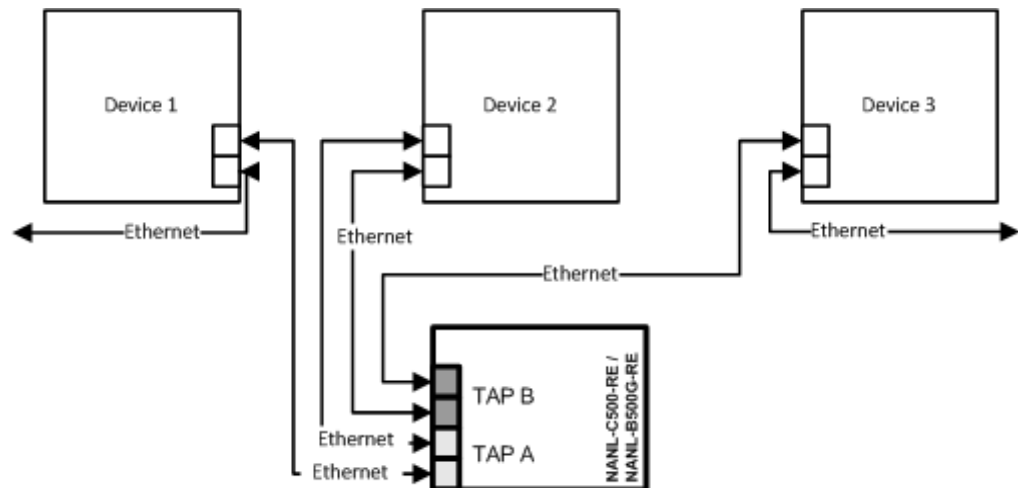 Device 1
Device 2
Device 3
Ethernet
Ethernet
Ethernet
Ethernet
TAP B
Ethernet
TAP A
Ethernet
NANL-C500-RE /
NANL-B500G-RE